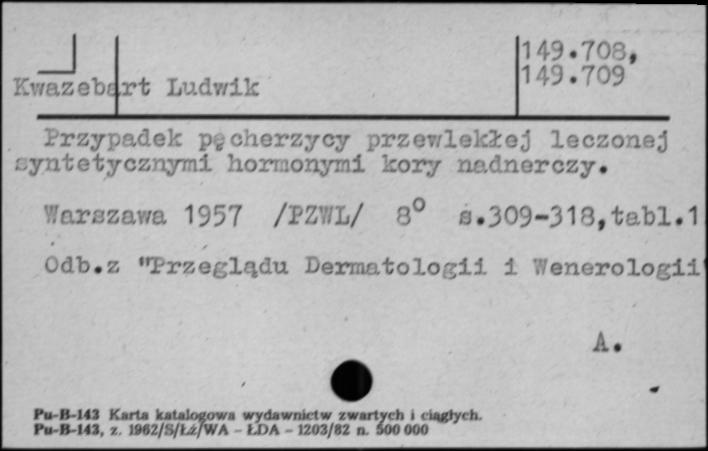 149.708,
149.709
Kwazebart Ludwik
Przypadek pęcherzycy przewlekłej leczonej
syntetycznymi hormonymi kory nadnerczy.
Warszawa 1957 /PZWL/ 8° s.309-318,tabl.1
Odb.z "Przeglądu Dermatologii i Wenerologii"
A.
Pu-B-143 Karta katalogowa wydawnictw zwartych i ciągłych.
Pu-B-143, z. 1962/S/Łż/WA - ŁDA - 1203/82 n. 500 000